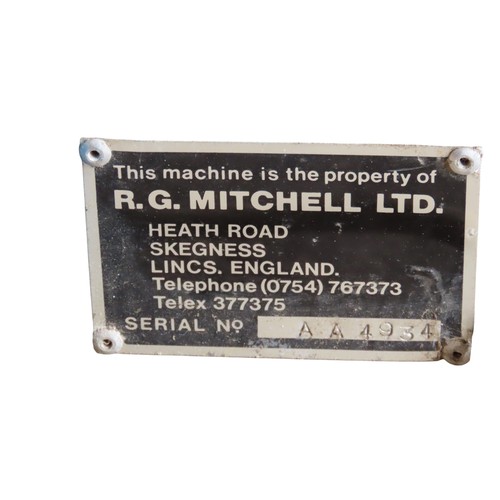 This machine is the property of
R.G. MITCHELL LTD.
HEATH ROAD
SKEGNESS
LINCS. ENGLAND.
Telephone (0754) 767373
Telex 377375
SERIAL Nº AA4934